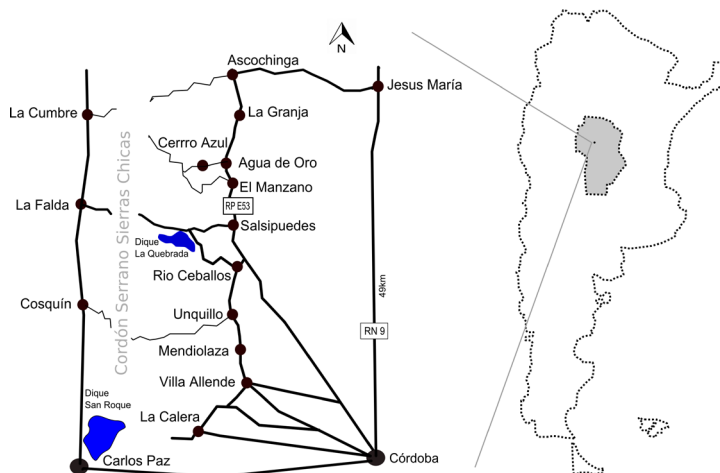 N
Ascochinga
Jesus María
La Cumbre
La Granja
Cerrro Azul
Agua de Oro
El Manzano
La Falda
RP E53
Salsipuedes
Dique
La Quebrada
Rio Ceballos
Cordón Serrano Sierras Chicas
49km
Cosquín
Unquillo
RN 9
Mendiolaza
Villa Allende
Dique
San Roque
La Calera
Carlos Paz
Córdoba